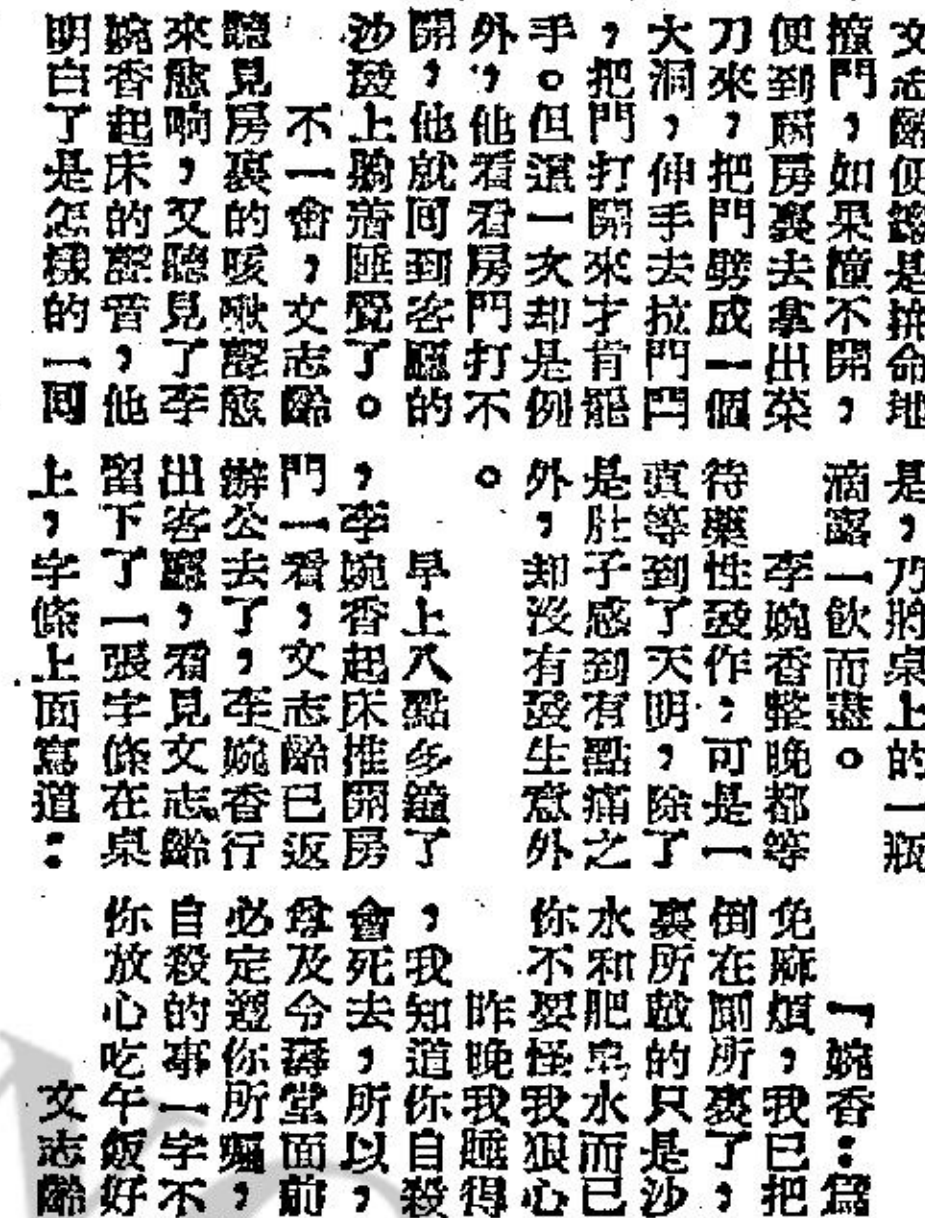 文志齡便總是拚命地
撞門，如果撞不開，
便到廚房裏去拿出菜
刀來，把門劈成一個
大洞，伸手去拉門閂
，把門打開來才肯罷
手。但這一次却是例
外，他看看房門打不
開，他就回到客廳的
沙發上躺着睡覺了。
不一會，文志齡
聽見房裏的咳嗽聲愈
來愈响，又聽見了李
婉香起床的聲音，他
明白了是怎樣的一回
是，乃將桌上的一瓶
滴露一飲而盡。
李婉香整晚都等
待藥性發作，可是一
直等到了天明，除了
是肚子感到有點痛之
外，却沒有發生意外
。
早上八點多鐘了
，李婉香起床推開房
門一看，文志齡已返
辦公去了，李婉香行
出客廳，看見文志齡
留下了一張字條在桌
上，字條上面寫道：
「婉香：爲
免麻煩，我已把
倒在厠所裏了，
裏所戲的只是沙
水和肥皂水而已
你不要怪我狠心
昨晚我睡得
，我知道你自殺
會死去，所以，
母及令壽堂面前
必定遵你所囑，
自殺的事一字不
你放心吃午飯好
文志齡